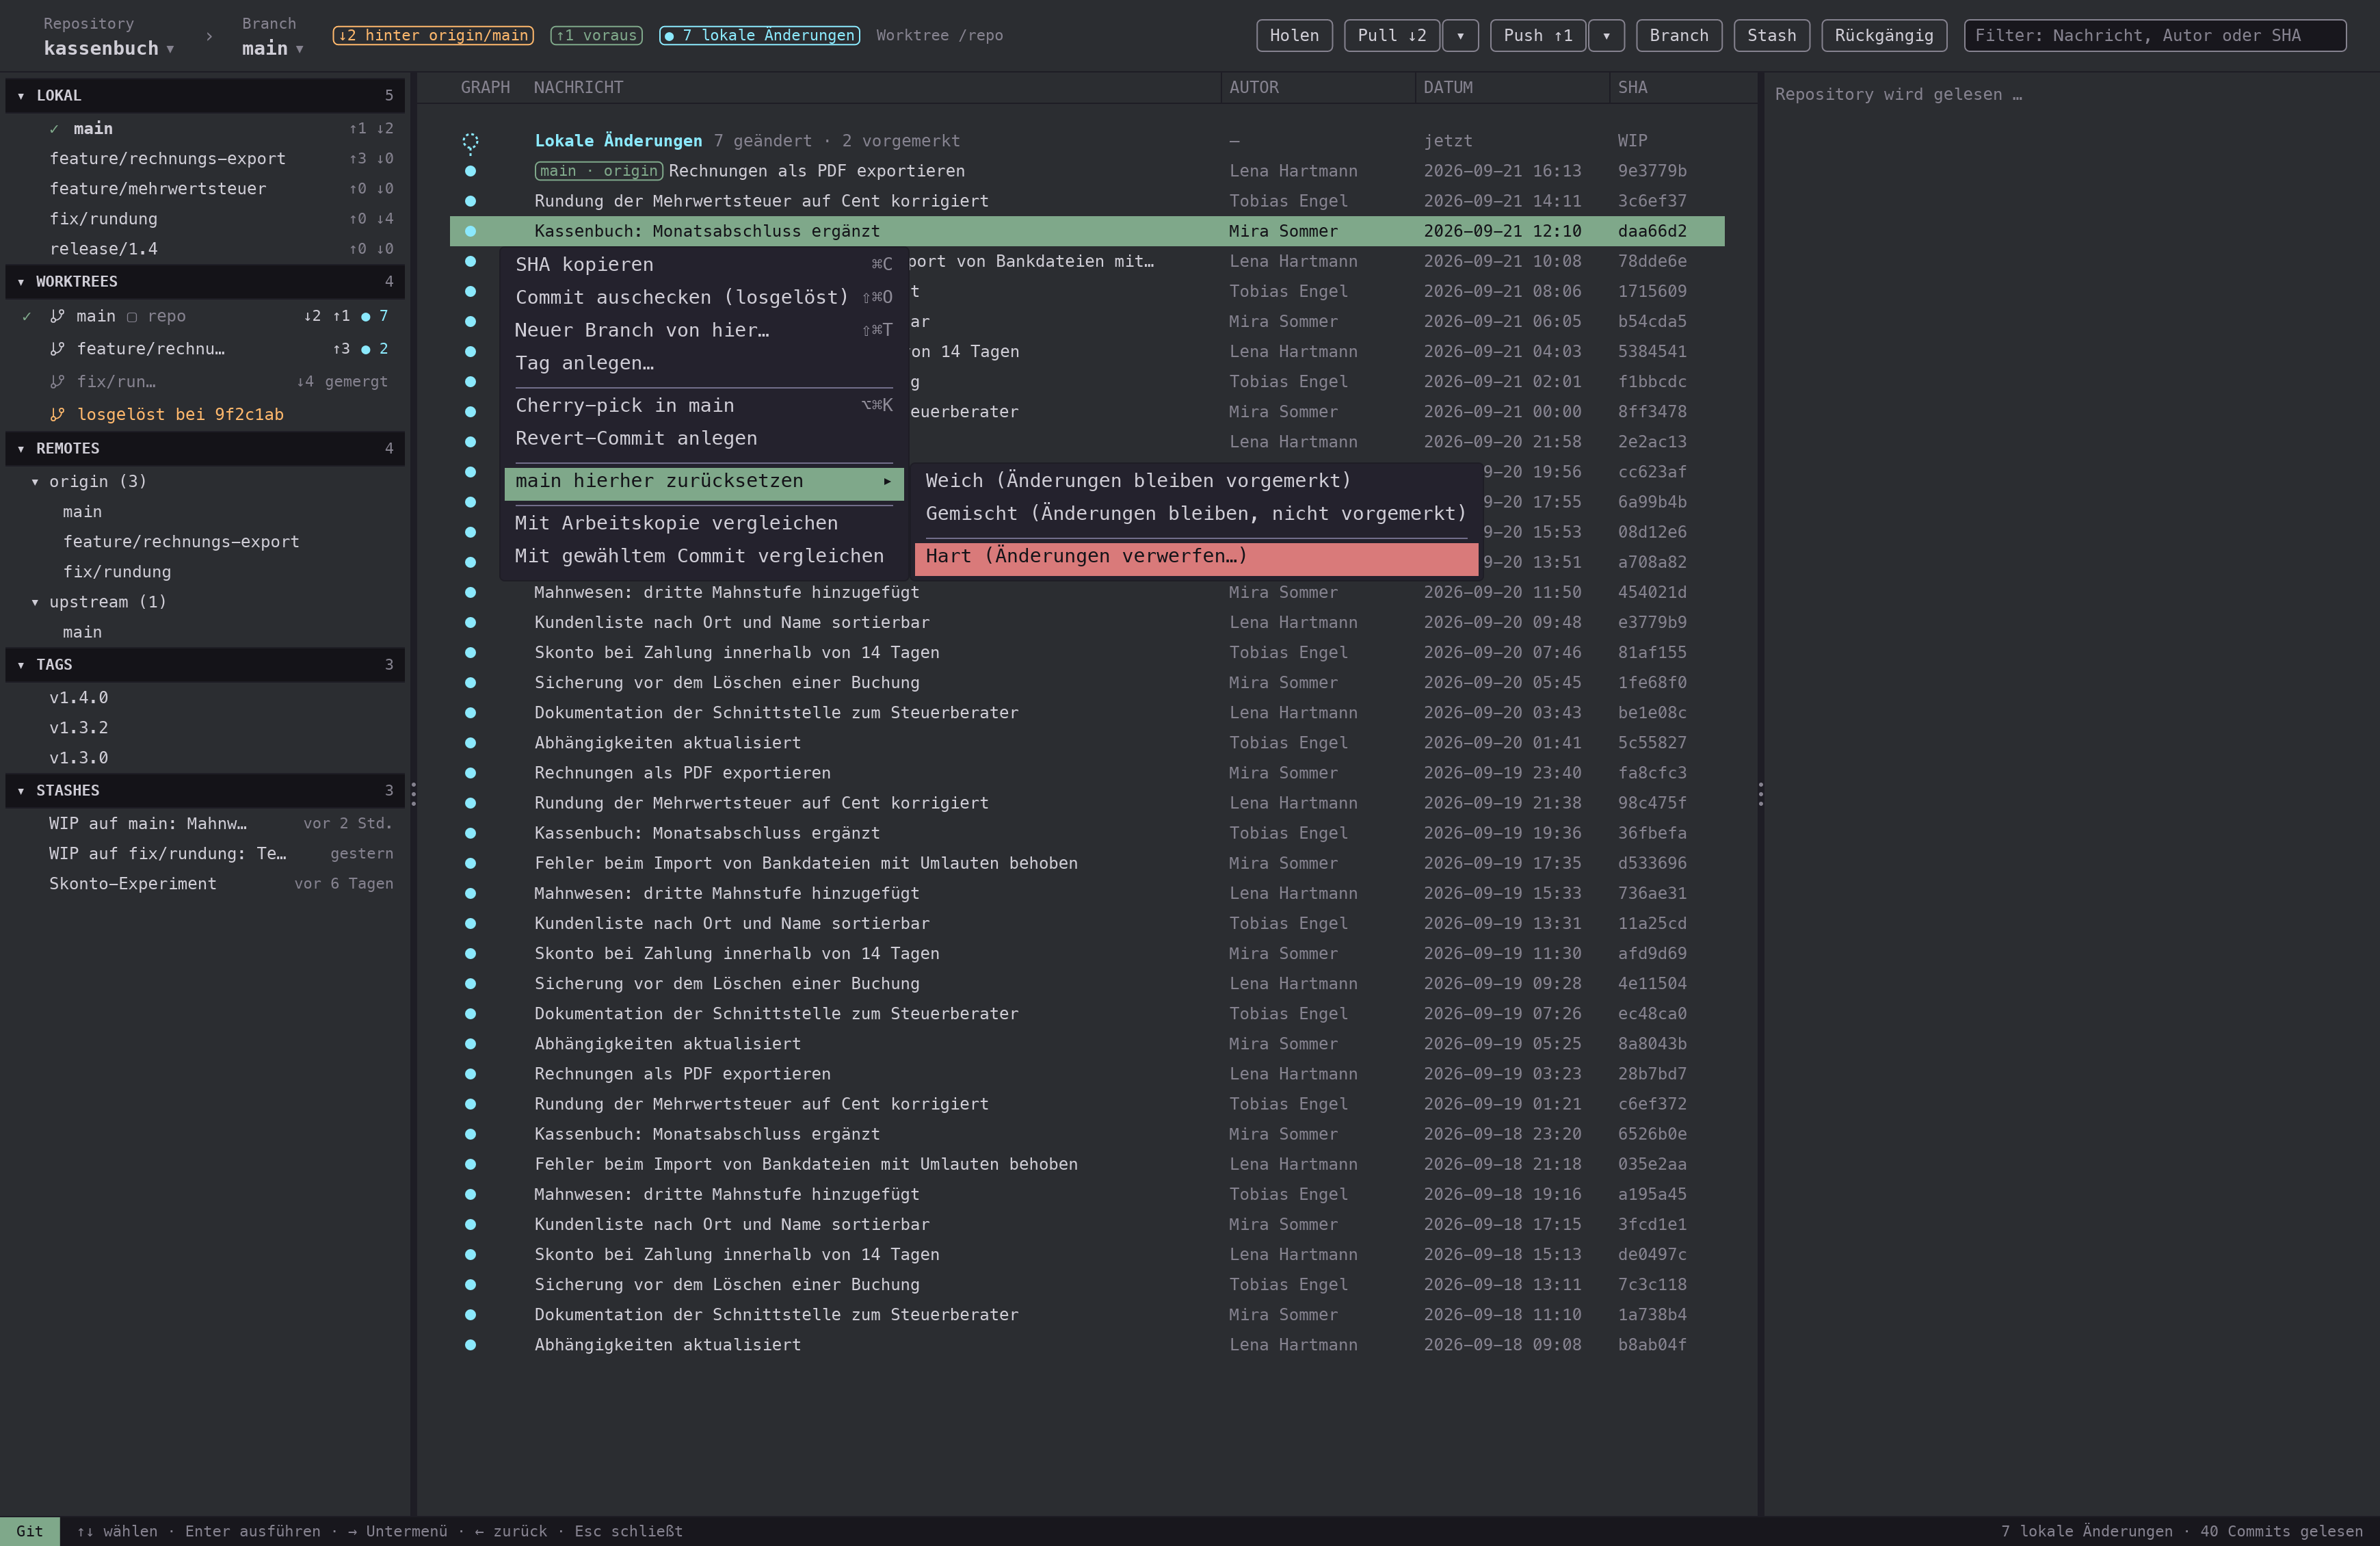 Repository
kassenbuch ▾
›
Branch
main ▾
↓2 hinter origin/main
↑1 voraus
● 7 lokale Änderungen
Worktree /repo
Holen
Pull ↓2 ▾
Push ↑1 ▾
Branch
Stash
Rückgängig
Filter: Nachricht, Autor oder SHA
▾ LOKAL 5
✓ main ↑1 ↓2
feature/rechnungs-export ↑3 ↓0
feature/mehrwertsteuer ↑0 ↓0
fix/rundung ↑0 ↓4
release/1.4 ↑0 ↓0
▾ WORKTREES 4
✓ main ▢ repo ↓2 ↑1 ● 7
feature/rechnu… ↑3 ● 2
fix/run… ↓4 gemergt
losgelöst bei 9f2c1ab
▾ REMOTES 4
▾ origin (3)
main
feature/rechnungs-export
fix/rundung
▾ upstream (1)
main
▾ TAGS 3
v1.4.0
v1.3.2
v1.3.0
▾ STASHES 3
WIP auf main: Mahnw… vor 2 Std.
WIP auf fix/rundung: Te… gestern
Skonto-Experiment vor 6 Tagen
GRAPH NACHRICHT AUTOR DATUM SHA
Lokale Änderungen 7 geändert · 2 vorgemerkt — jetzt WIP
main · origin Rechnungen als PDF exportieren Lena Hartmann 2026-09-21 16:13 9e3779b
Rundung der Mehrwertsteuer auf Cent korrigiert Tobias Engel 2026-09-21 14:11 3c6ef37
Kassenbuch: Monatsabschluss ergänzt Mira Sommer 2026-09-21 12:10 daa66d2
port von Bankdateien mit… Lena Hartmann 2026-09-21 10:08 78dde6e
t Tobias Engel 2026-09-21 08:06 1715609
ar Mira Sommer 2026-09-21 06:05 b54cda5
on 14 Tagen Lena Hartmann 2026-09-21 04:03 5384541
g Tobias Engel 2026-09-21 02:01 f1bbcdc
euerberater Mira Sommer 2026-09-21 00:00 8ff3478
Lena Hartmann 2026-09-20 21:58 2e2ac13
9-20 19:56 cc623af
9-20 17:55 6a99b4b
9-20 15:53 08d12e6
9-20 13:51 a708a82
SHA kopieren ⌘C
Commit auschecken (losgelöst) ⇧⌘O
Neuer Branch von hier… ⇧⌘T
Tag anlegen…
Cherry-pick in main ⌥⌘K
Revert-Commit anlegen
main hierher zurücksetzen ▸
Mit Arbeitskopie vergleichen
Mit gewähltem Commit vergleichen
Weich (Änderungen bleiben vorgemerkt)
Gemischt (Änderungen bleiben, nicht vorgemerkt)
Hart (Änderungen verwerfen…)
Mahnwesen: dritte Mahnstufe hinzugefügt Mira Sommer 2026-09-20 11:50 454021d
Kundenliste nach Ort und Name sortierbar Lena Hartmann 2026-09-20 09:48 e3779b9
Skonto bei Zahlung innerhalb von 14 Tagen Tobias Engel 2026-09-20 07:46 81af155
Sicherung vor dem Löschen einer Buchung Mira Sommer 2026-09-20 05:45 1fe68f0
Dokumentation der Schnittstelle zum Steuerberater Lena Hartmann 2026-09-20 03:43 be1e08c
Abhängigkeiten aktualisiert Tobias Engel 2026-09-20 01:41 5c55827
Rechnungen als PDF exportieren Mira Sommer 2026-09-19 23:40 fa8cfc3
Rundung der Mehrwertsteuer auf Cent korrigiert Lena Hartmann 2026-09-19 21:38 98c475f
Kassenbuch: Monatsabschluss ergänzt Tobias Engel 2026-09-19 19:36 36fbefa
Fehler beim Import von Bankdateien mit Umlauten behoben Mira Sommer 2026-09-19 17:35 d533696
Mahnwesen: dritte Mahnstufe hinzugefügt Lena Hartmann 2026-09-19 15:33 736ae31
Kundenliste nach Ort und Name sortierbar Tobias Engel 2026-09-19 13:31 11a25cd
Skonto bei Zahlung innerhalb von 14 Tagen Mira Sommer 2026-09-19 11:30 afd9d69
Sicherung vor dem Löschen einer Buchung Lena Hartmann 2026-09-19 09:28 4e11504
Dokumentation der Schnittstelle zum Steuerberater Tobias Engel 2026-09-19 07:26 ec48ca0
Abhängigkeiten aktualisiert Mira Sommer 2026-09-19 05:25 8a8043b
Rechnungen als PDF exportieren Lena Hartmann 2026-09-19 03:23 28b7bd7
Rundung der Mehrwertsteuer auf Cent korrigiert Tobias Engel 2026-09-19 01:21 c6ef372
Kassenbuch: Monatsabschluss ergänzt Mira Sommer 2026-09-18 23:20 6526b0e
Fehler beim Import von Bankdateien mit Umlauten behoben Lena Hartmann 2026-09-18 21:18 035e2aa
Mahnwesen: dritte Mahnstufe hinzugefügt Tobias Engel 2026-09-18 19:16 a195a45
Kundenliste nach Ort und Name sortierbar Mira Sommer 2026-09-18 17:15 3fcd1e1
Skonto bei Zahlung innerhalb von 14 Tagen Lena Hartmann 2026-09-18 15:13 de0497c
Sicherung vor dem Löschen einer Buchung Tobias Engel 2026-09-18 13:11 7c3c118
Dokumentation der Schnittstelle zum Steuerberater Mira Sommer 2026-09-18 11:10 1a738b4
Abhängigkeiten aktualisiert Lena Hartmann 2026-09-18 09:08 b8ab04f
Repository wird gelesen …
Git ↑↓ wählen · Enter ausführen · → Untermenü · ← zurück · Esc schließt
7 lokale Änderungen · 40 Commits gelesen